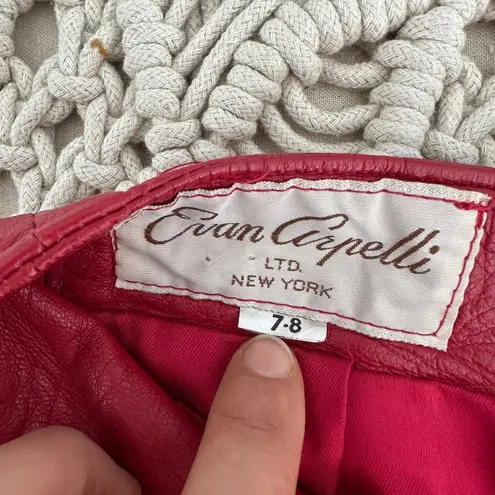 Evan Arpelli
LTD.
NEW YORK
7-8